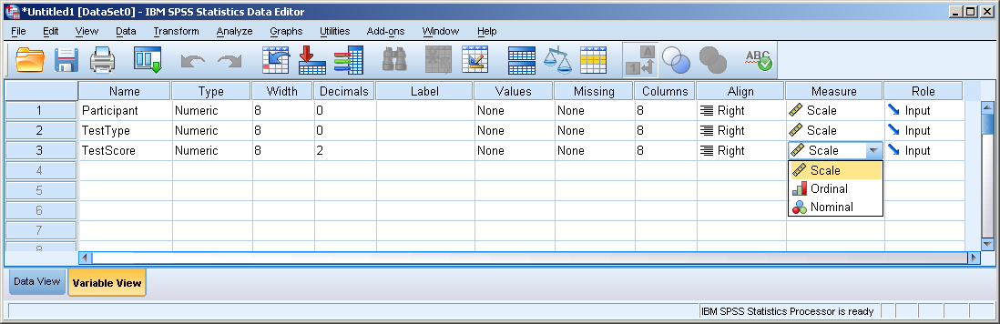 *Untitled1 [DataSet0] - IBM SPSS Statistics Data Editor
File Edit View Data Transform Analyze Graphs Utilities Add-ons Window Help
A 1 ABC
Name Type Width Decimals Label Values Missing Columns Align Measure Role
1 Participant Numeric 8 0 None None 8 Right Scale Input
2 TestType Numeric 8 0 None None 8 Right Scale Input
3 TestScore Numeric 8 2 None None 8 Right Scale Input
4 Scale
5 Ordinal
6 Nominal
7
8
Data View Variable View
IBM SPSS Statistics Processor is ready